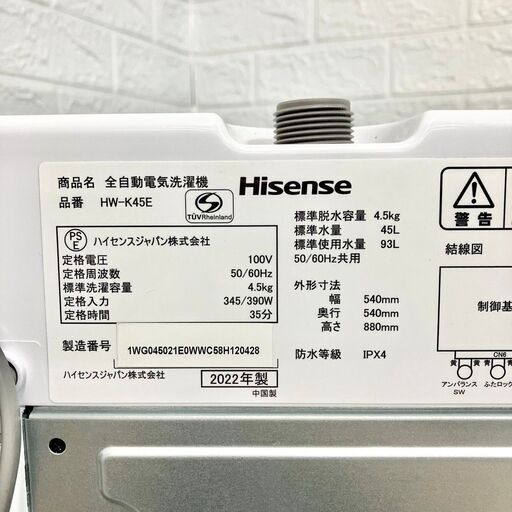 商品名 全自動電気洗濯機
品番 HW-K45E
TÜVRheinland
Hisense
PS
E
ハイセンスジャパン株式会社
定格電圧 100V
定格周波数 50/60Hz
標準洗濯容量 4.5kg
定格入力 345/390W
定格時間 35分
製造番号 1WG045021E0WWC58H120428
ハイセンスジャパン株式会社
2022年製
中国製
標準脱水容量 4.5kg
標準水量 45L
標準使用水量 93L
50/60Hz共用
外形寸法
幅 540mm
奥行 540mm
高さ 880mm
防水等級 IPX4
警告
結線図
制御基
CN6
黄 黄 青 青
アンバランス
SW
ふたロック